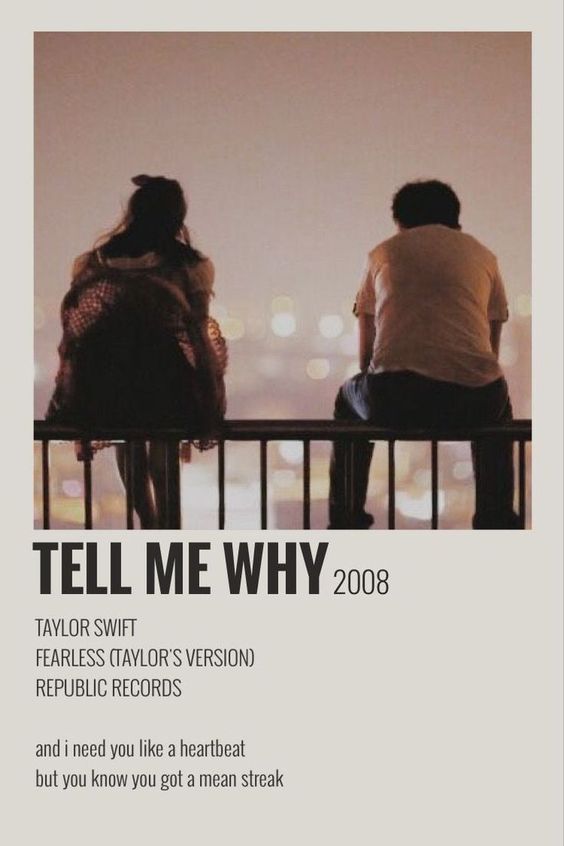 TELL ME WHY 2008
TAYLOR SWIFT
FEARLESS (TAYLOR'S VERSION)
REPUBLIC RECORDS
and i need you like a heartbeat
but you know you got a mean streak